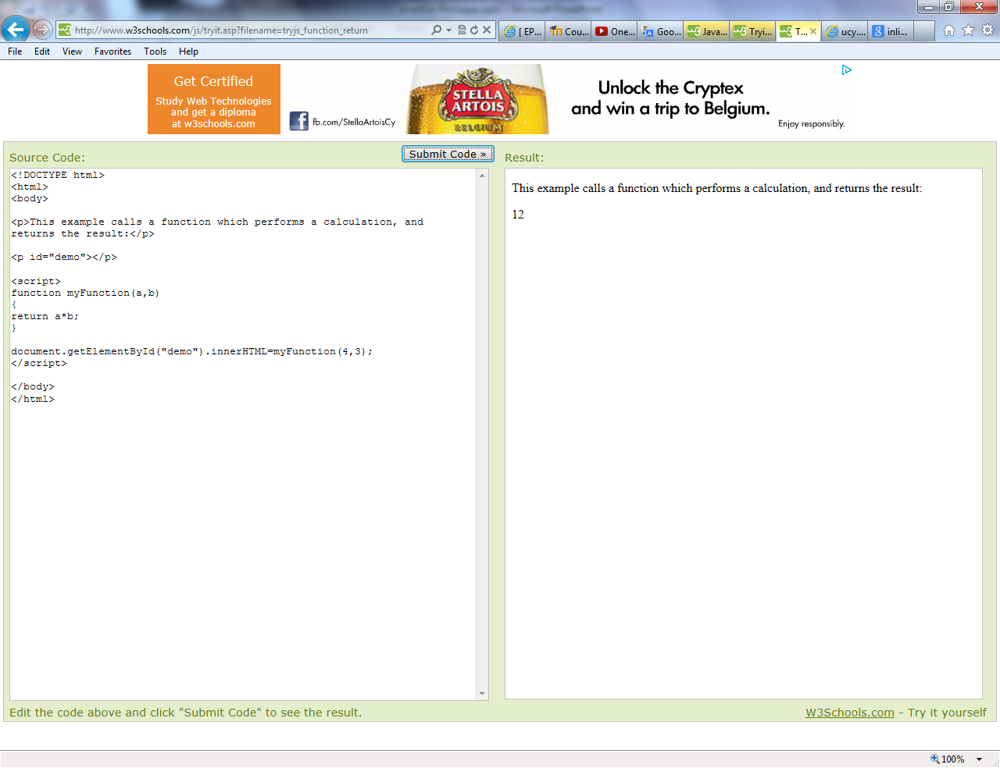 http://www.w3schools.com/js/tryit.asp?filename=tryjs_function_return
[ EP...
Cou...
One...
Goo...
Java...
Tryi...
T...
ucy....
inli...
File Edit View Favorites Tools Help
Get Certified
Study Web Technologies
and get a diploma
at w3schools.com
fb.com/StellaArtoisCy
STELLA
ARTOIS
BELGIUM
Unlock the Cryptex
and win a trip to Belgium.
Enjoy responsibly.
Source Code:
Submit Code »
<!DOCTYPE html>
<html>
<body>
<p>This example calls a function which performs a calculation, and
returns the result:</p>
<p id="demo"></p>
<script>
function myFunction(a,b)
{
return a*b;
}
document.getElementById("demo").innerHTML=myFunction(4,3);
</script>
</body>
</html>
Result:
This example calls a function which performs a calculation, and returns the result:
12
Edit the code above and click "Submit Code" to see the result.
W3Schools.com - Try it yourself
100%